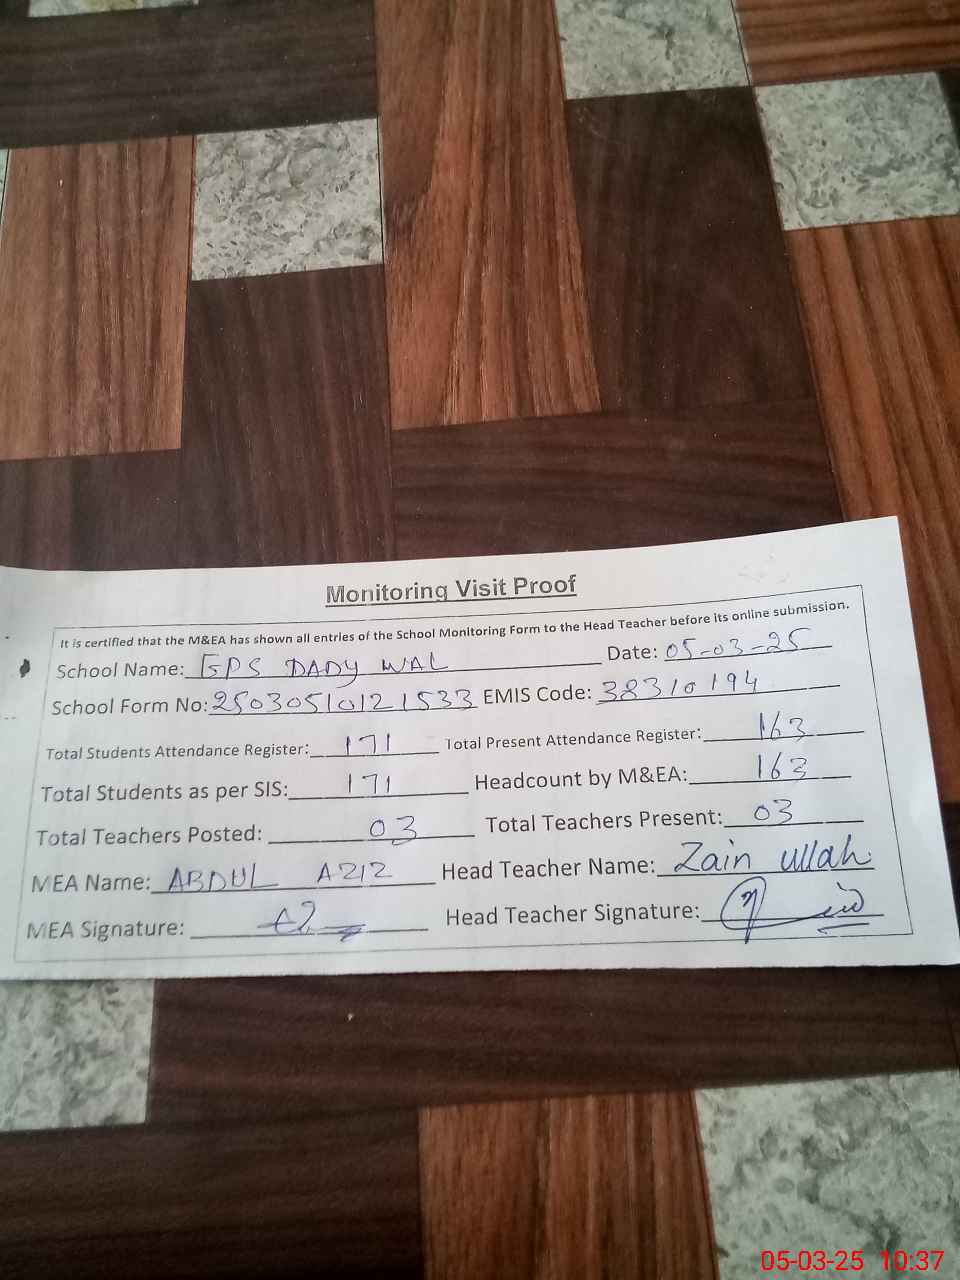 Monitoring Visit Proof
It is certified that the M&EA has shown all entries of the School Monitoring Form to the Head Teacher before its online submission.
School Name: GPS DADY WAL Date: 05-03-25
School Form No: 25030510121533 EMIS Code: 38310194
Total Students Attendance Register: 171 Total Present Attendance Register: 163
Total Students as per SIS: 171 Headcount by M&EA: 163
Total Teachers Posted: 03 Total Teachers Present: 03
MEA Name: ABDUL AZIZ Head Teacher Name: Zain ullah
MEA Signature: Head Teacher Signature:
05-03-25 10:37